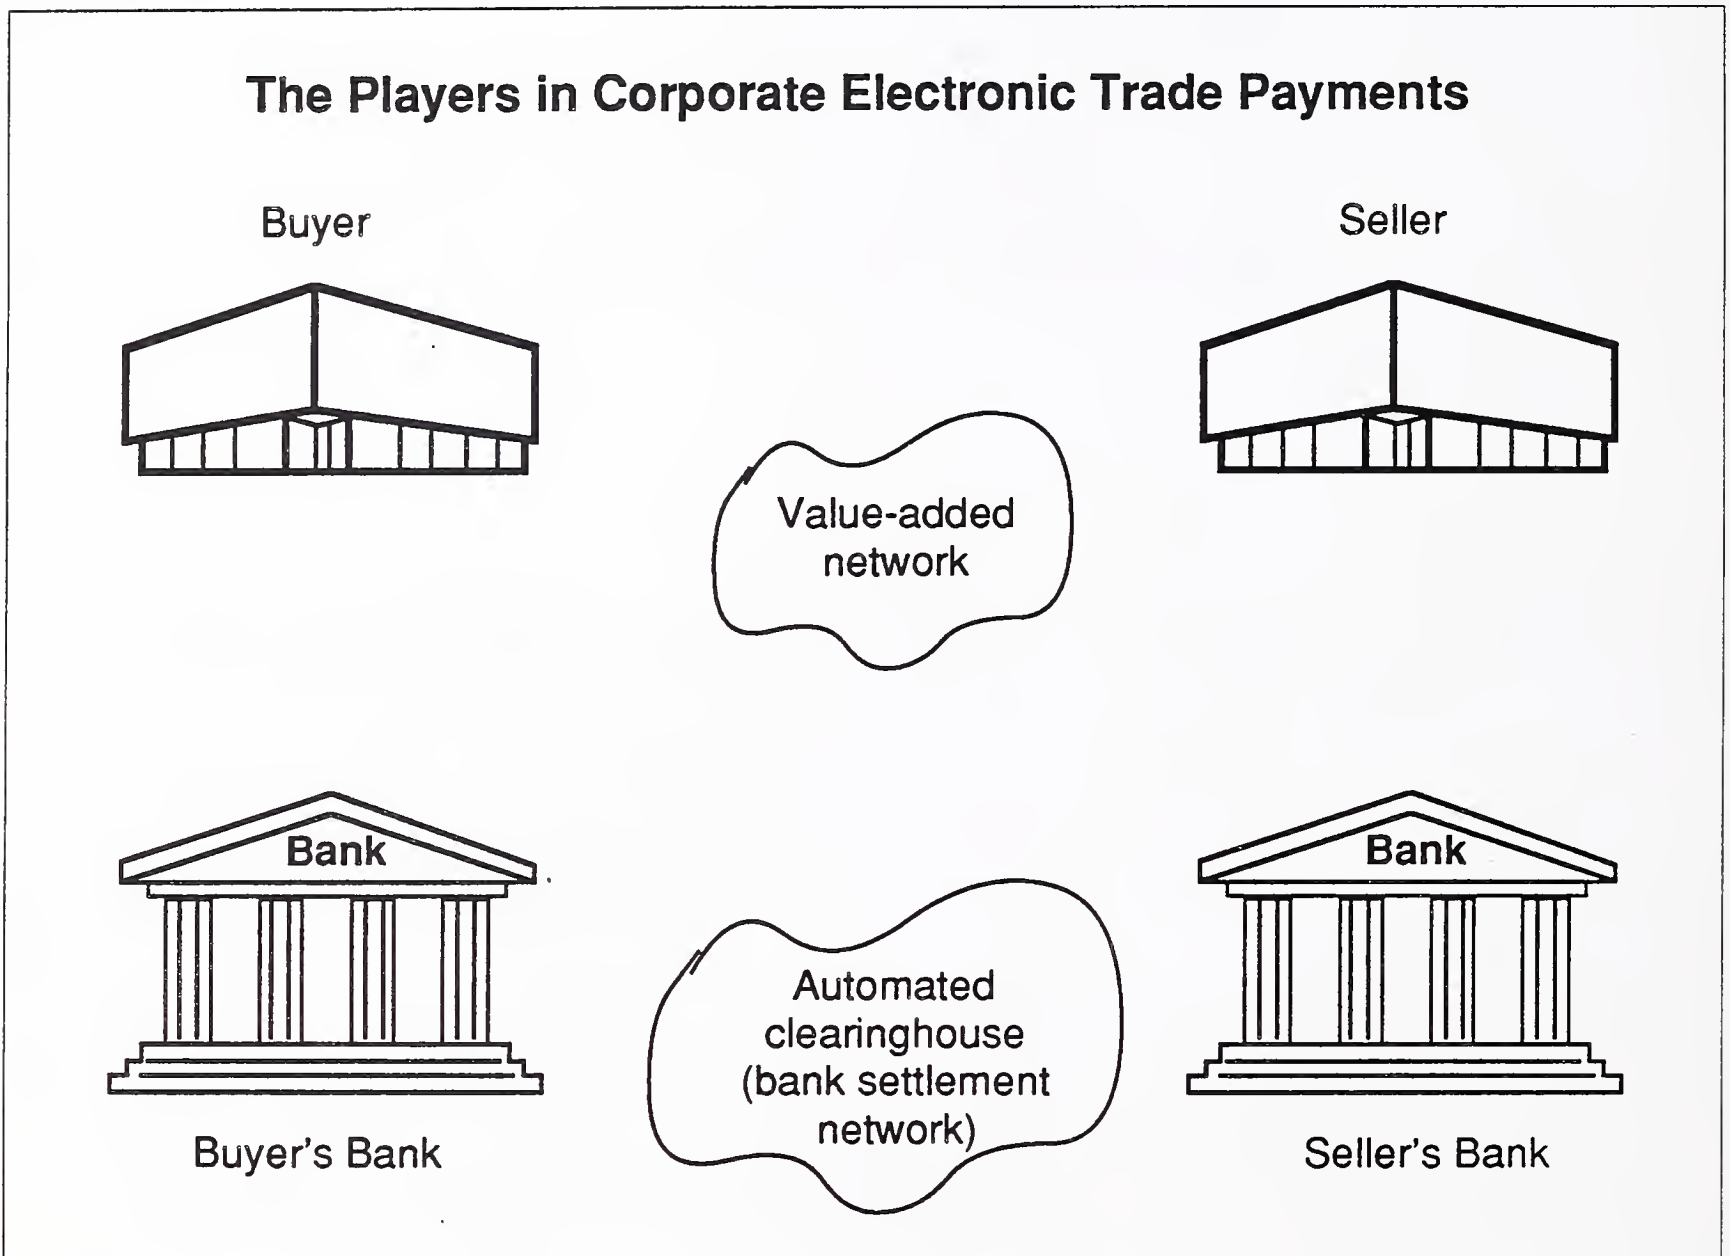 The Players in Corporate Electronic Trade Payments
Buyer
Seller
Value-added
network
Bank
Bank
Automated
clearinghouse
(bank settlement
network)
Buyer's Bank
Seller's Bank